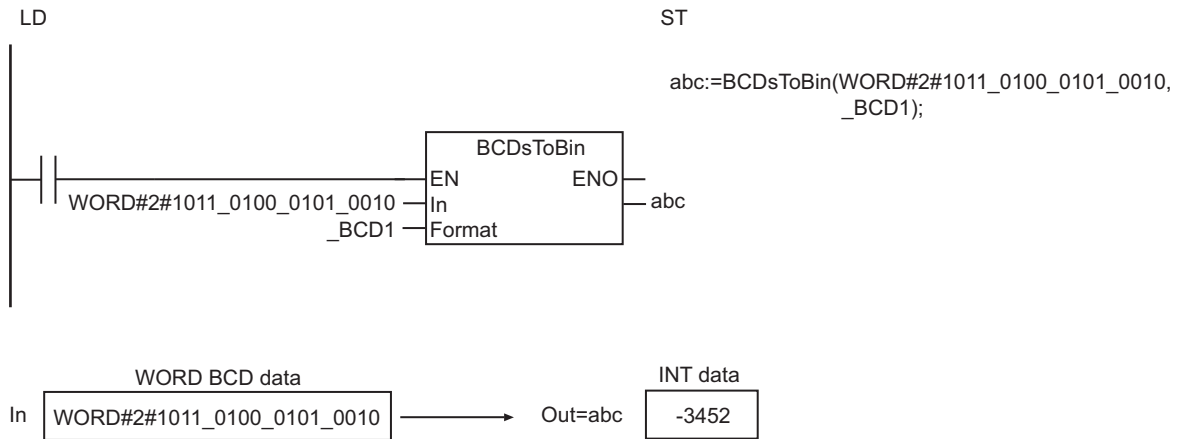 LD
ST
abc:=BCDsToBin(WORD#2#1011_0100_0101_0010,
_BCD1);
BCDsToBin
EN ENO
WORD#2#1011_0100_0101_0010 In abc
_BCD1 Format
WORD BCD data
INT data
In WORD#2#1011_0100_0101_0010 Out=abc -3452